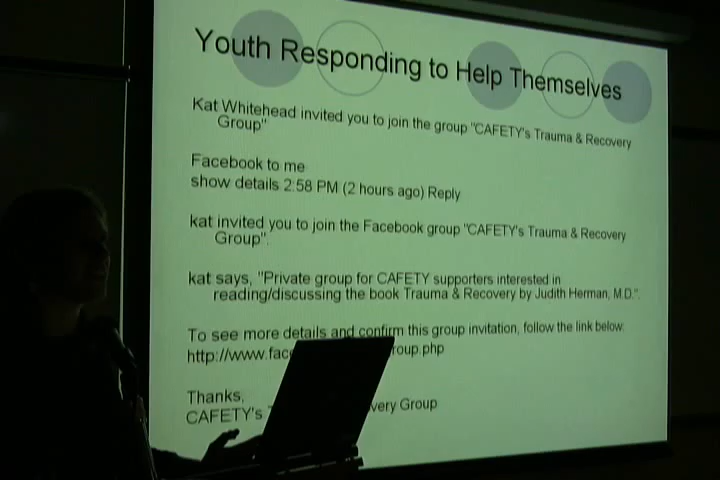 Youth Responding to Help Themselves
Kat Whitehead invited you to join the group "CAFETY's Trauma & Recovery
Group"
Facebook to me
show details 2:58 PM (2 hours ago) Reply
kat invited you to join the Facebook group "CAFETY's Trauma & Recovery
Group".
kat says, "Private group for CAFETY supporters interested in
reading/discussing the book Trauma & Recovery by Judith Herman, M.D.".
To see more details and confirm this group invitation, follow the link below:
http://www.fac roup.php
Thanks,
CAFETY's very Group